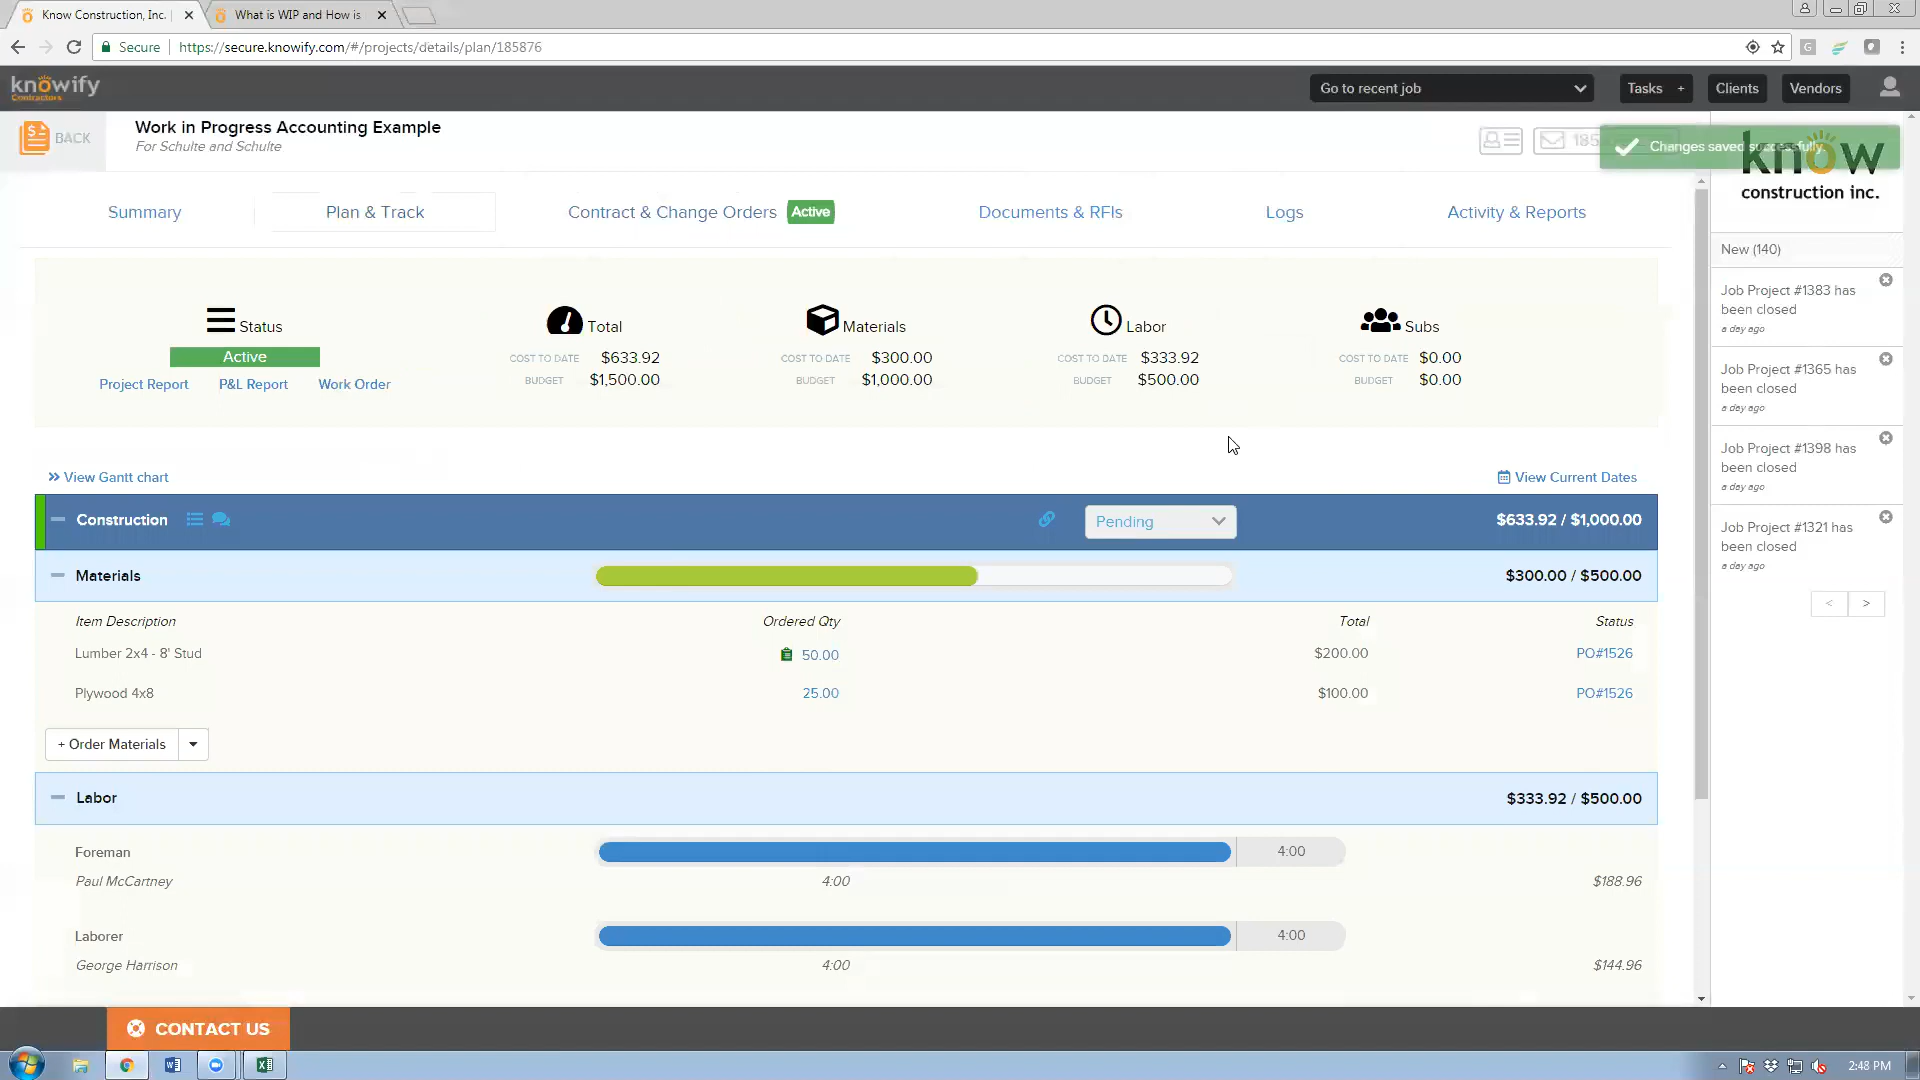 Know Construction, Inc.
What is WIP and How is
Secure
https://secure.knowify.com/#/projects/details/plan/185876
knowify
Contractors
Go to recent job
Tasks +
Clients
Vendors
BACK
Work in Progress Accounting Example
For Schulte and Schulte
Changes saved successfully.
know
construction inc.
Summary
Plan & Track
Contract & Change Orders Active
Documents & RFIs
Logs
Activity & Reports
New (140)
Job Project #1383 has
been closed
a day ago
Job Project #1365 has
been closed
a day ago
Job Project #1398 has
been closed
a day ago
Job Project #1321 has
been closed
a day ago
< >
Status
Active
Project Report P&L Report Work Order
Total
COST TO DATE $633.92
BUDGET $1,500.00
Materials
COST TO DATE $300.00
BUDGET $1,000.00
Labor
COST TO DATE $333.92
BUDGET $500.00
Subs
COST TO DATE $0.00
BUDGET $0.00
View Gantt chart
View Current Dates
Construction Pending $633.92 / $1,000.00
Materials $300.00 / $500.00
Item Description Ordered Qty Total Status
Lumber 2x4 - 8' Stud 50.00 $200.00 PO#1526
Plywood 4x8 25.00 $100.00 PO#1526
+ Order Materials
Labor $333.92 / $500.00
Foreman 4:00
Paul McCartney 4:00 $188.96
Laborer 4:00
George Harrison 4:00 $144.96
CONTACT US
2:48 PM